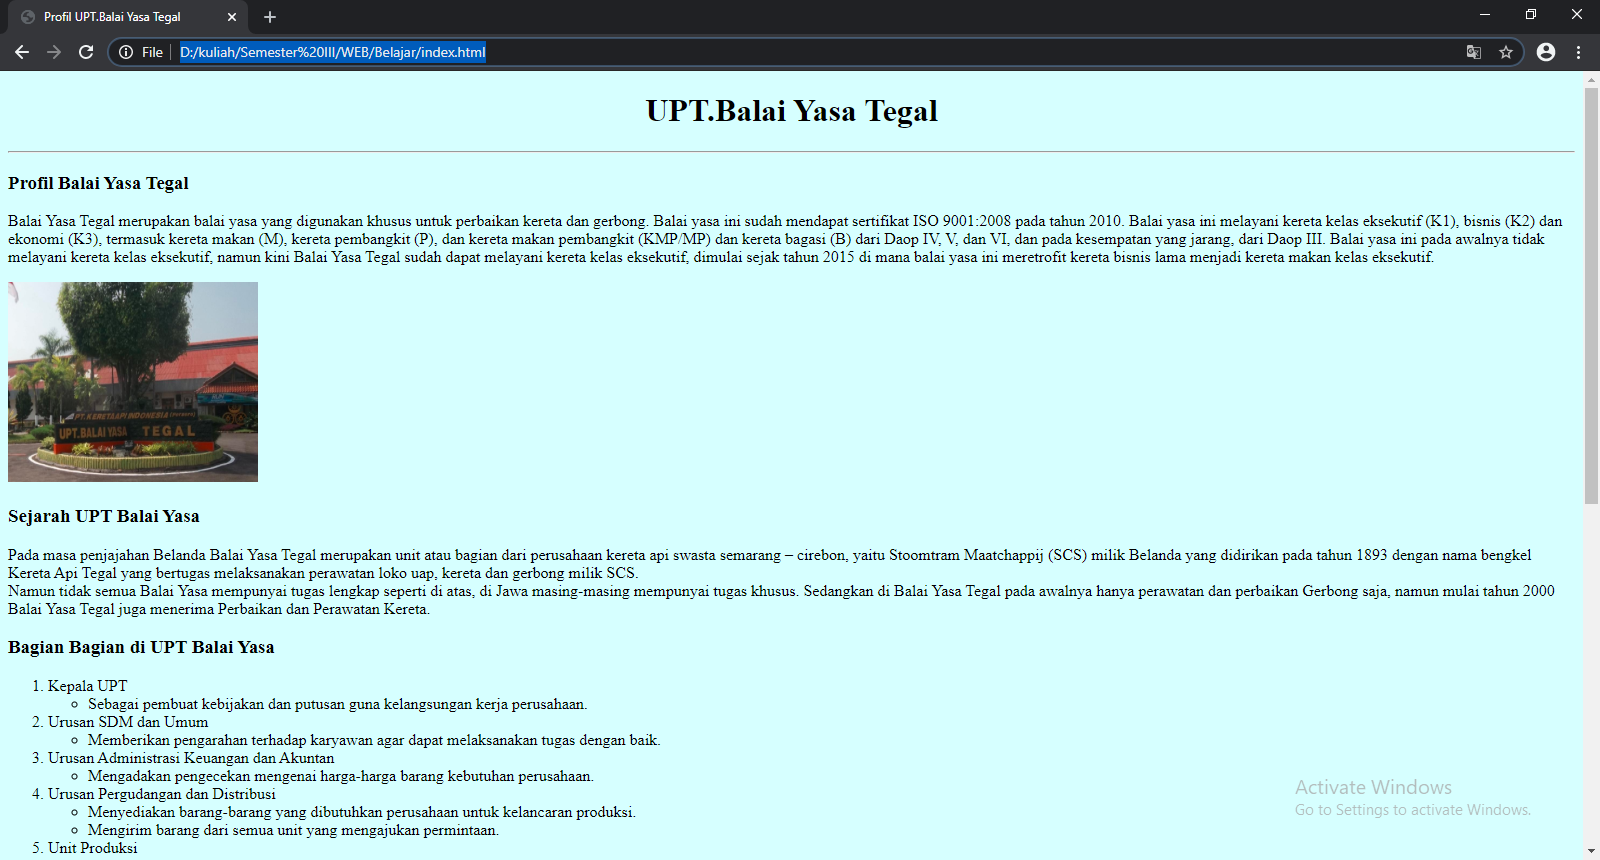 Profil UPT.Balai Yasa Tegal
File
D:/kuliah/Semester%20III/WEB/Belajar/index.html
UPT.Balai Yasa Tegal
Profil Balai Yasa Tegal
Balai Yasa Tegal merupakan balai yasa yang digunakan khusus untuk perbaikan kereta dan gerbong. Balai yasa ini sudah mendapat sertifikat ISO 9001:2008 pada tahun 2010. Balai yasa ini melayani kereta kelas eksekutif (K1), bisnis (K2) dan
ekonomi (K3), termasuk kereta makan (M), kereta pembangkit (P), dan kereta makan pembangkit (KMP/MP) dan kereta bagasi (B) dari Daop IV, V, dan VI, dan pada kesempatan yang jarang, dari Daop III. Balai yasa ini pada awalnya tidak
melayani kereta kelas eksekutif, namun kini Balai Yasa Tegal sudah dapat melayani kereta kelas eksekutif, dimulai sejak tahun 2015 di mana balai yasa ini meretrofit kereta bisnis lama menjadi kereta makan kelas eksekutif.
PT. KERETA API INDONESIA (Persero)
UPT. BALAI YASA TEGAL
Sejarah UPT Balai Yasa
Pada masa penjajahan Belanda Balai Yasa Tegal merupakan unit atau bagian dari perusahaan kereta api swasta semarang – cirebon, yaitu Stoomtram Maatchappij (SCS) milik Belanda yang didirikan pada tahun 1893 dengan nama bengkel
Kereta Api Tegal yang bertugas melaksanakan perawatan loko uap, kereta dan gerbong milik SCS.
Namun tidak semua Balai Yasa mempunyai tugas lengkap seperti di atas, di Jawa masing-masing mempunyai tugas khusus. Sedangkan di Balai Yasa Tegal pada awalnya hanya perawatan dan perbaikan Gerbong saja, namun mulai tahun 2000
Balai Yasa Tegal juga menerima Perbaikan dan Perawatan Kereta.
Bagian Bagian di UPT Balai Yasa
1. Kepala UPT
Sebagai pembuat kebijakan dan putusan guna kelangsungan kerja perusahaan.
2. Urusan SDM dan Umum
Memberikan pengarahan terhadap karyawan agar dapat melaksanakan tugas dengan baik.
3. Urusan Administrasi Keuangan dan Akuntan
Mengadakan pengecekan mengenai harga-harga barang kebutuhan perusahaan.
4. Urusan Pergudangan dan Distribusi
Menyediakan barang-barang yang dibutuhkan perusahaan untuk kelancaran produksi.
Mengirim barang dari semua unit yang mengajukan permintaan.
5. Unit Produksi
Activate Windows
Go to Settings to activate Windows.